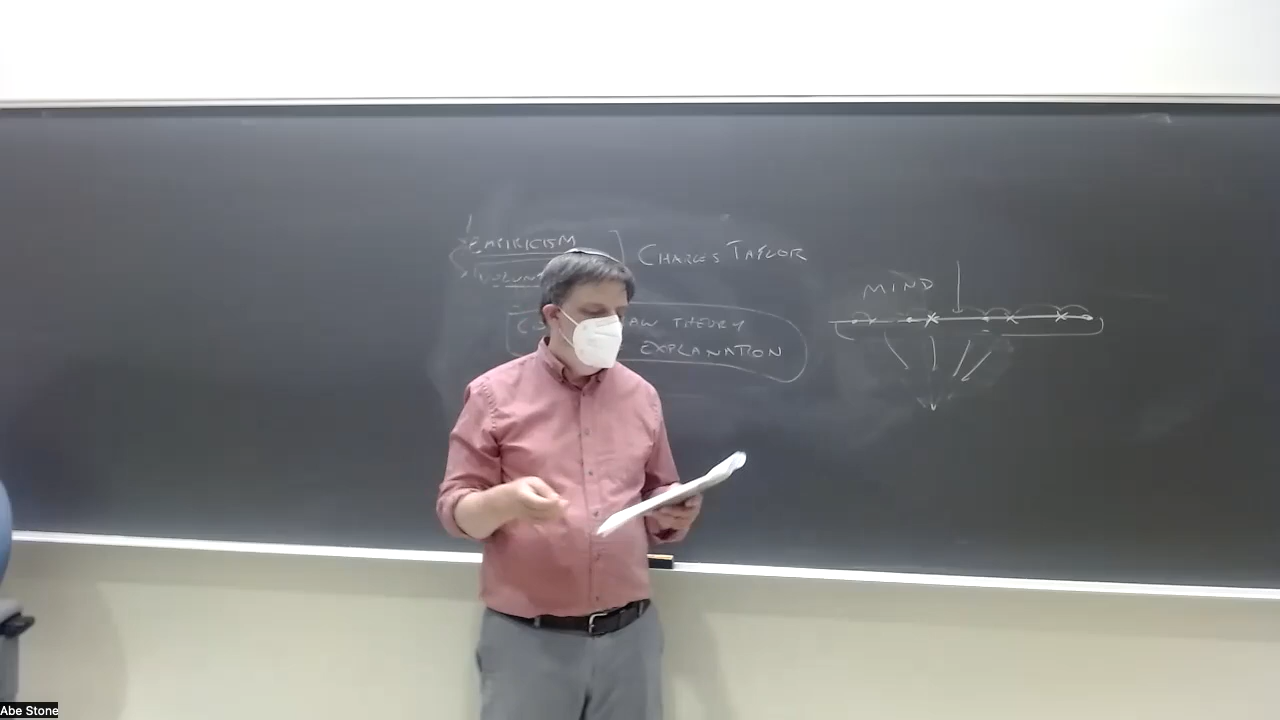 EMPIRICISM
CHARLES TAYLOR
LAW THEORY
EXPLANATION
MIND
Abe Stone